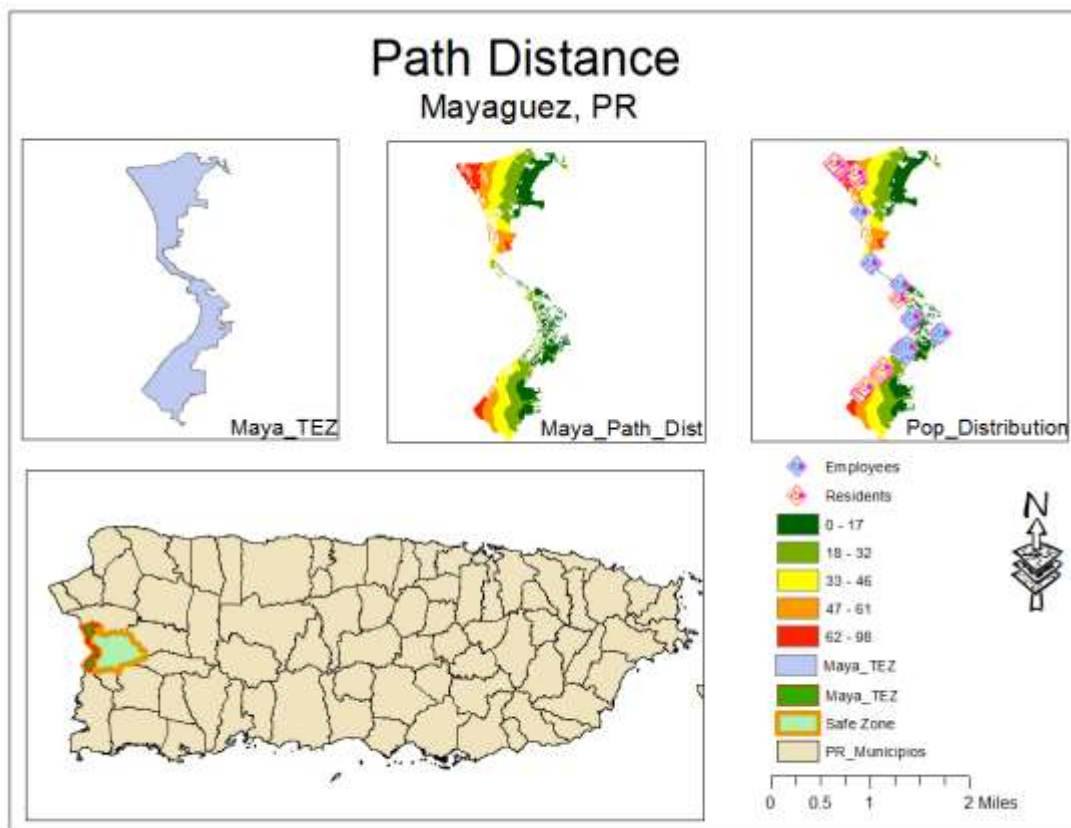 Path Distance
Mayaguez, PR
Maya_TEZ
Maya_Path_Dist
Pop_Distribution
Employees
Residents
0 - 17
18 - 32
33 - 46
47 - 61
62 - 98
Maya_TEZ
Maya_TEZ
Safe Zone
PR_Municipios
N
0 0.5 1 2 Miles